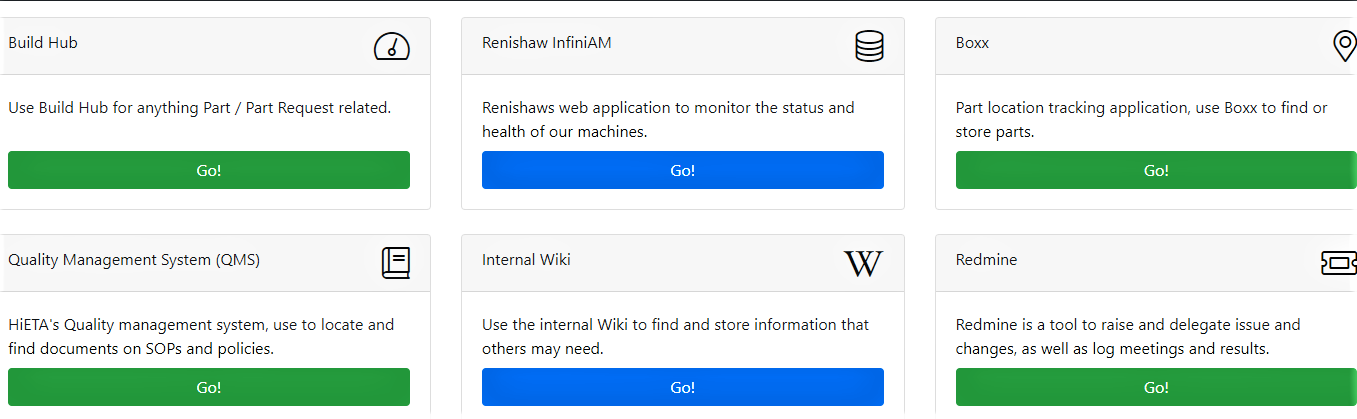 Build Hub
Use Build Hub for anything Part / Part Request related.
Go!
Renishaw InfiniAM
Renishaws web application to monitor the status and
health of our machines.
Go!
Boxx
Part location tracking application, use Boxx to find or
store parts.
Go!
Quality Management System (QMS)
HiETA's Quality management system, use to locate and
find documents on SOPs and policies.
Go!
Internal Wiki
W
Use the internal Wiki to find and store information that
others may need.
Go!
Redmine
Redmine is a tool to raise and delegate issue and
changes, as well as log meetings and results.
Go!